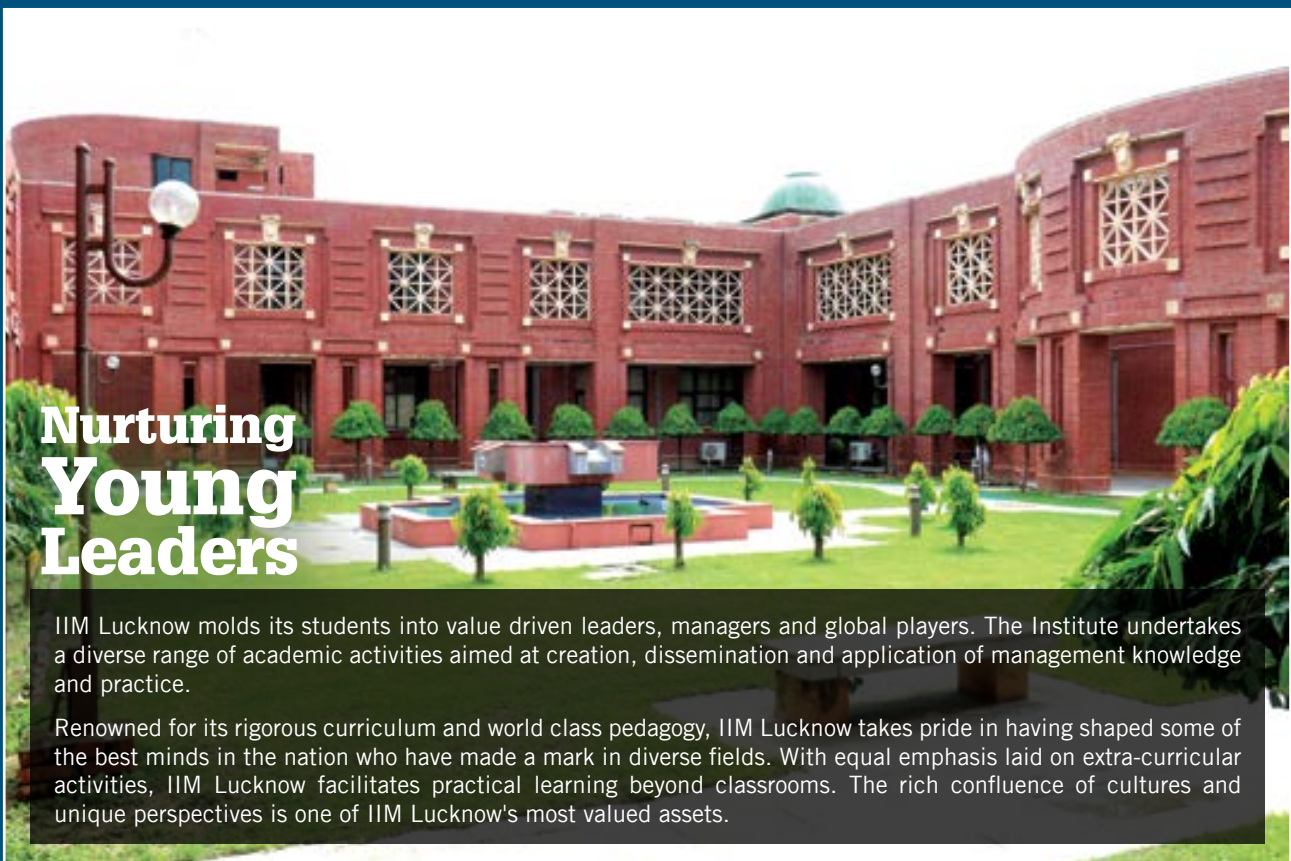 Nurturing
Young
Leaders
IIM Lucknow molds its students into value driven leaders, managers and global players. The Institute undertakes
a diverse range of academic activities aimed at creation, dissemination and application of management knowledge
and practice.
Renowned for its rigorous curriculum and world class pedagogy, IIM Lucknow takes pride in having shaped some of
the best minds in the nation who have made a mark in diverse fields. With equal emphasis laid on extra-curricular
activities, IIM Lucknow facilitates practical learning beyond classrooms. The rich confluence of cultures and
unique perspectives is one of IIM Lucknow's most valued assets.